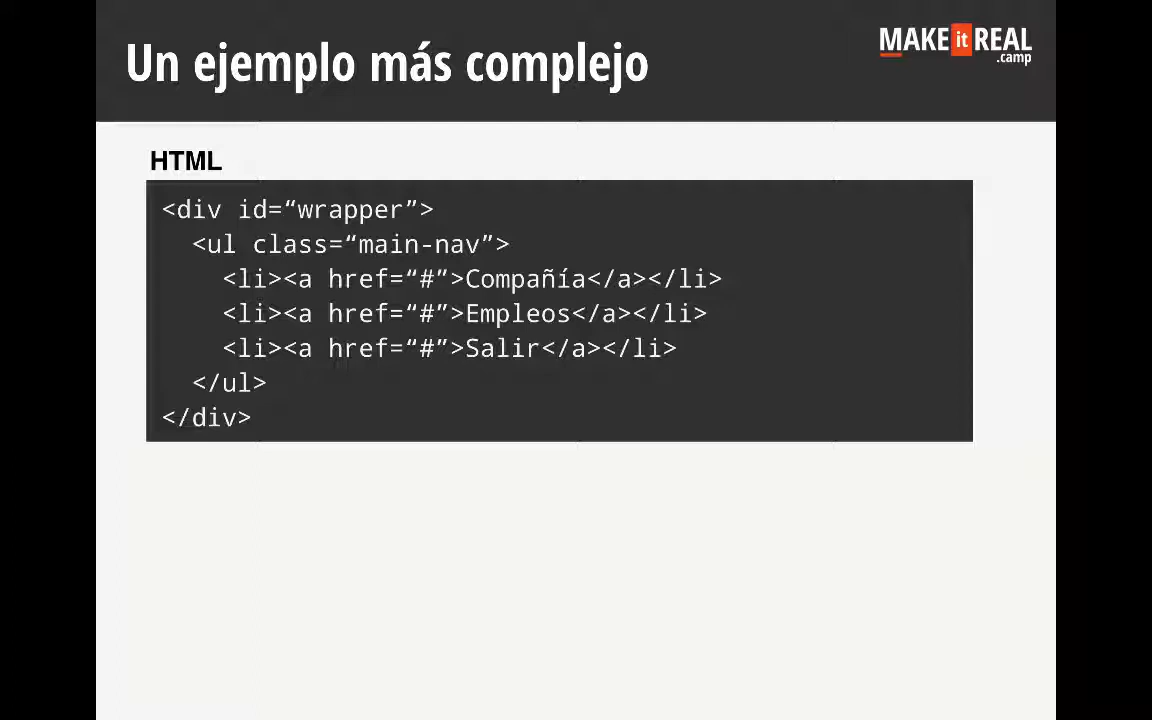 Un ejemplo más complejo
MAKE it REAL
.camp
HTML
<div id=“wrapper”>
  <ul class=“main-nav”>
    <li><a href=“#”>Compañía</a></li>
    <li><a href=“#”>Empleos</a></li>
    <li><a href=“#”>Salir</a></li>
  </ul>
</div>